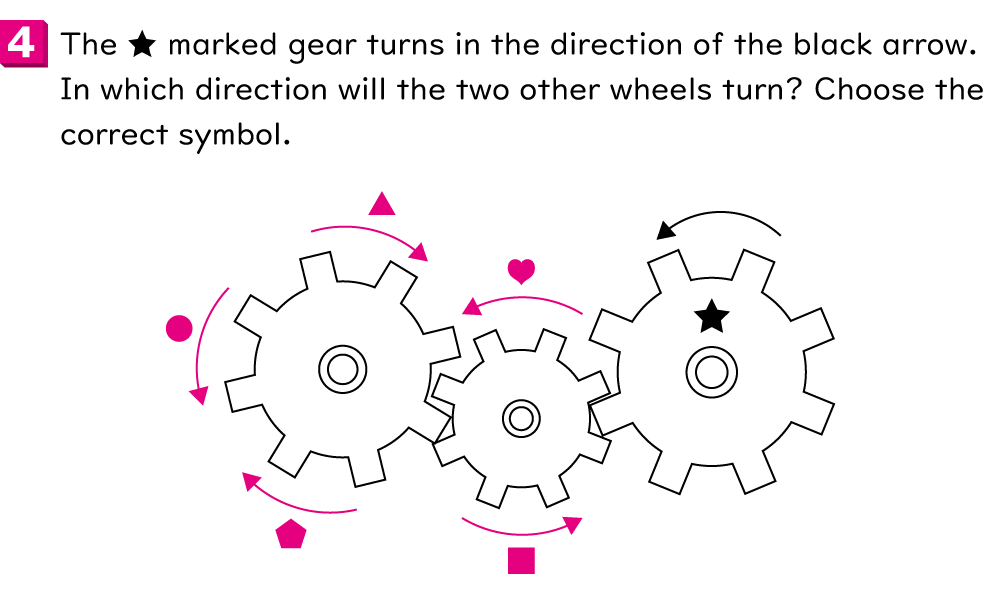 4 The ★ marked gear turns in the direction of the black arrow.
In which direction will the two other wheels turn? Choose the
correct symbol.